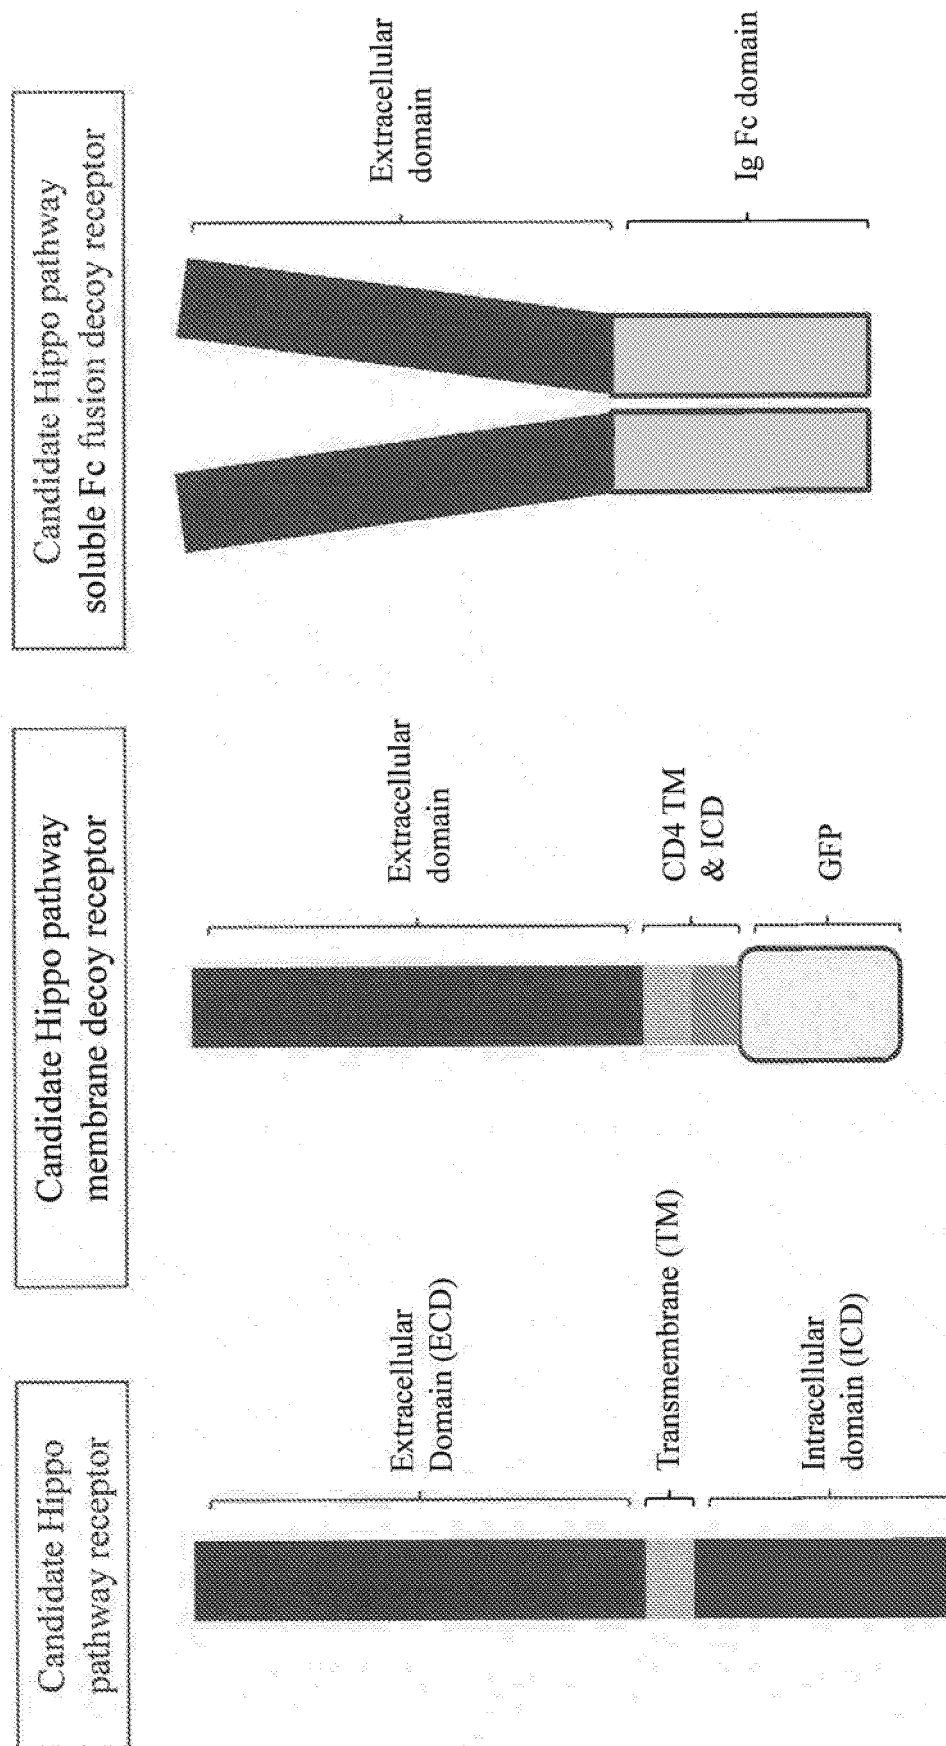 Candidate Hippo
pathway receptor
Extracellular
Domain (ECD)
Transmembrane (TM)
Intracellular
domain (ICD)
Candidate Hippo pathway
membrane decoy receptor
Extracellular
domain
CD4 TM
& ICD
GFP
Candidate Hippo pathway
soluble Fc fusion decoy receptor
Extracellular
domain
Ig Fc domain